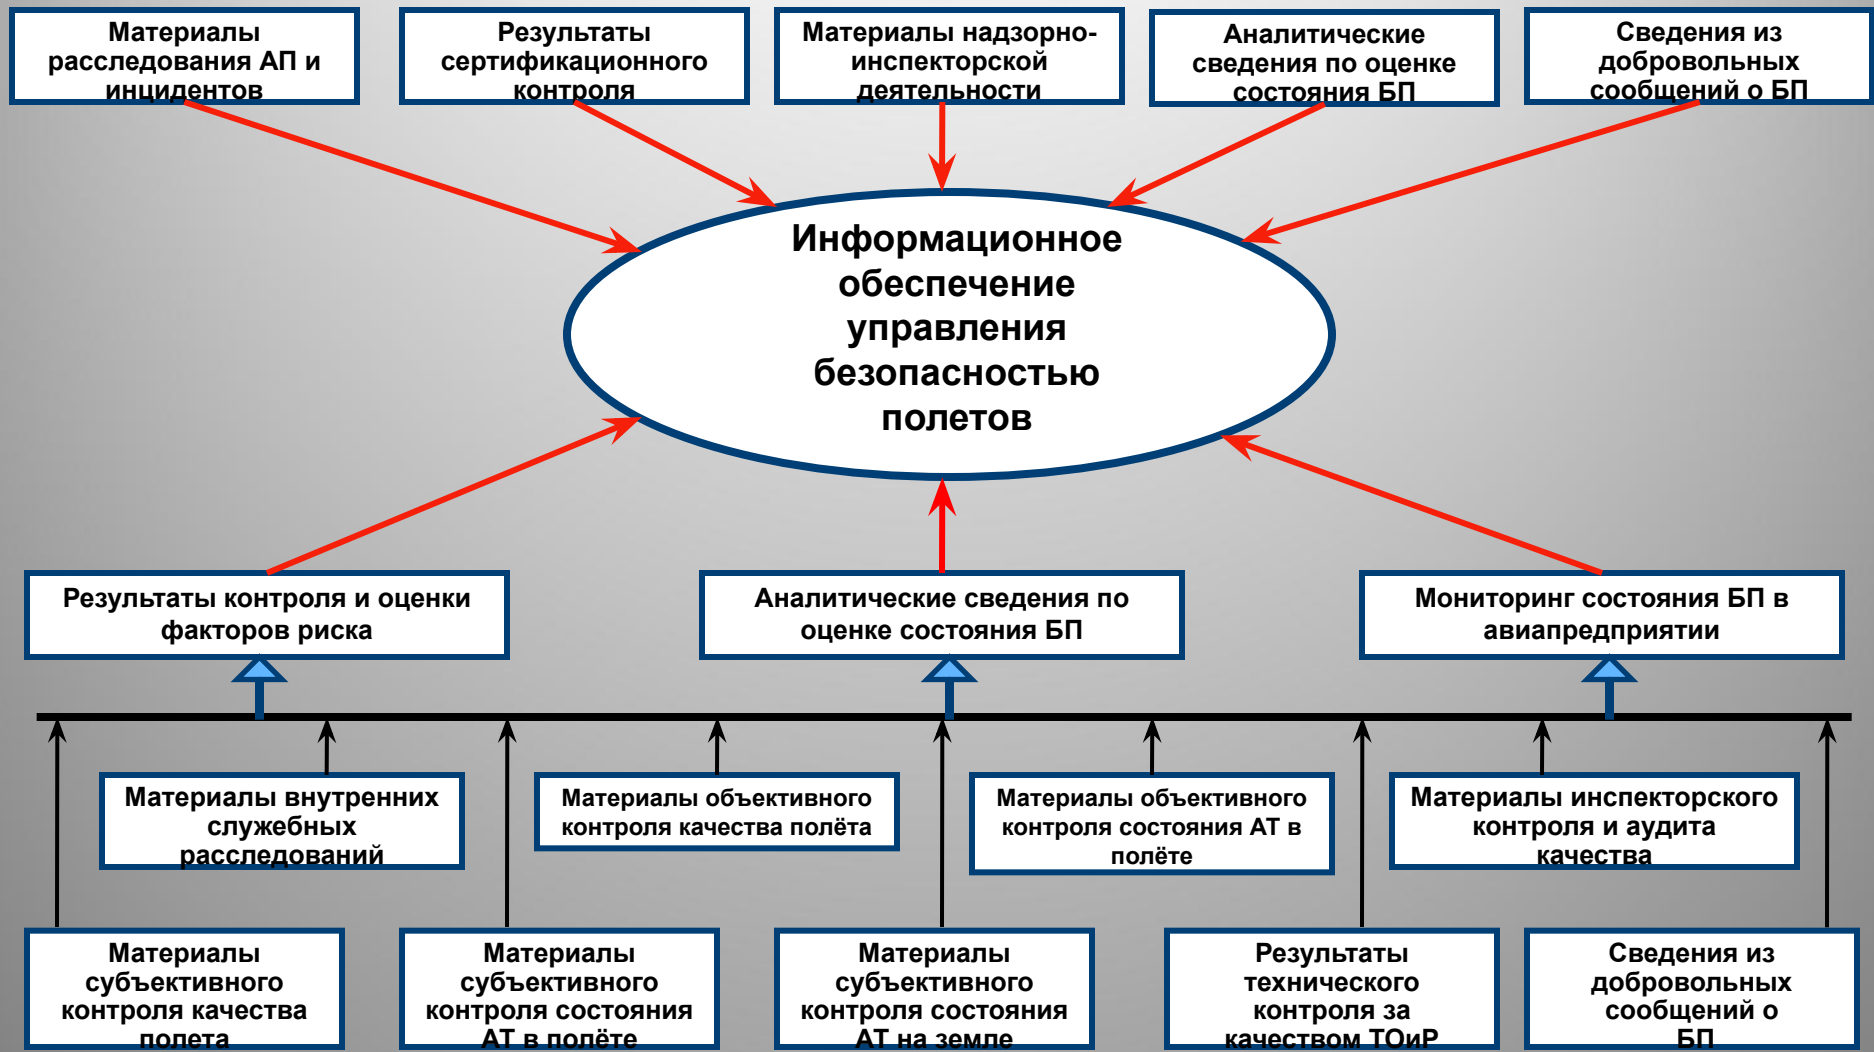 Материалы
расследования АП и
инцидентов
Результаты
сертификационного
контроля
Материалы надзорно-
инспекторской
деятельности
Аналитические
сведения по оценке
состояния БП
Сведения из
добровольных
сообщений о БП
Информационное
обеспечение
управления
безопасностью
полетов
Результаты контроля и оценки
факторов риска
Аналитические сведения по
оценке состояния БП
Мониторинг состояния БП в
авиапредприятии
Материалы внутренних
служебных
расследований
Материалы объективного
контроля качества полёта
Материалы объективного
контроля состояния АТ в
полёте
Материалы инспекторского
контроля и аудита
качества
Материалы
субъективного
контроля качества
полета
Материалы
субъективного
контроля состояния
АТ в полёте
Материалы
субъективного
контроля состояния
АТ на земле
Результаты
технического
контроля за
качеством ТОиР
Сведения из
добровольных
сообщений о
БП